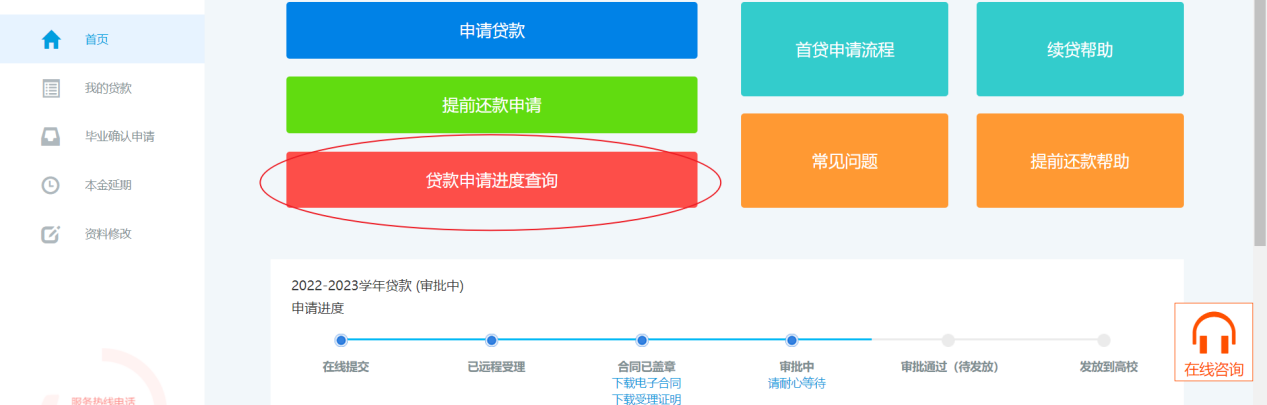 首页
我的贷款
毕业确认申请
本金延期
资料修改
服务热线电话
申请贷款
提前还款申请
贷款申请进度查询
首贷申请流程
续贷帮助
常见问题
提前还款帮助
2022-2023学年贷款 (审批中)
申请进度
在线提交
已远程受理
合同已盖章
下载电子合同
下载受理证明
审批中
请耐心等待
审批通过（待发放）
发放到高校
在线咨询